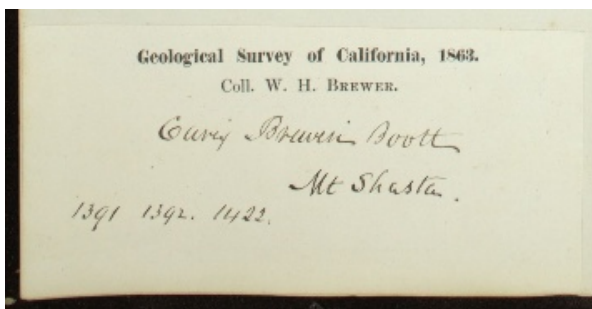 Geological Survey of California, 1863.
Coll. W. H. BREWER.
Carex Breweri Boott
Mt Shasta.
1391 1392. 1422.